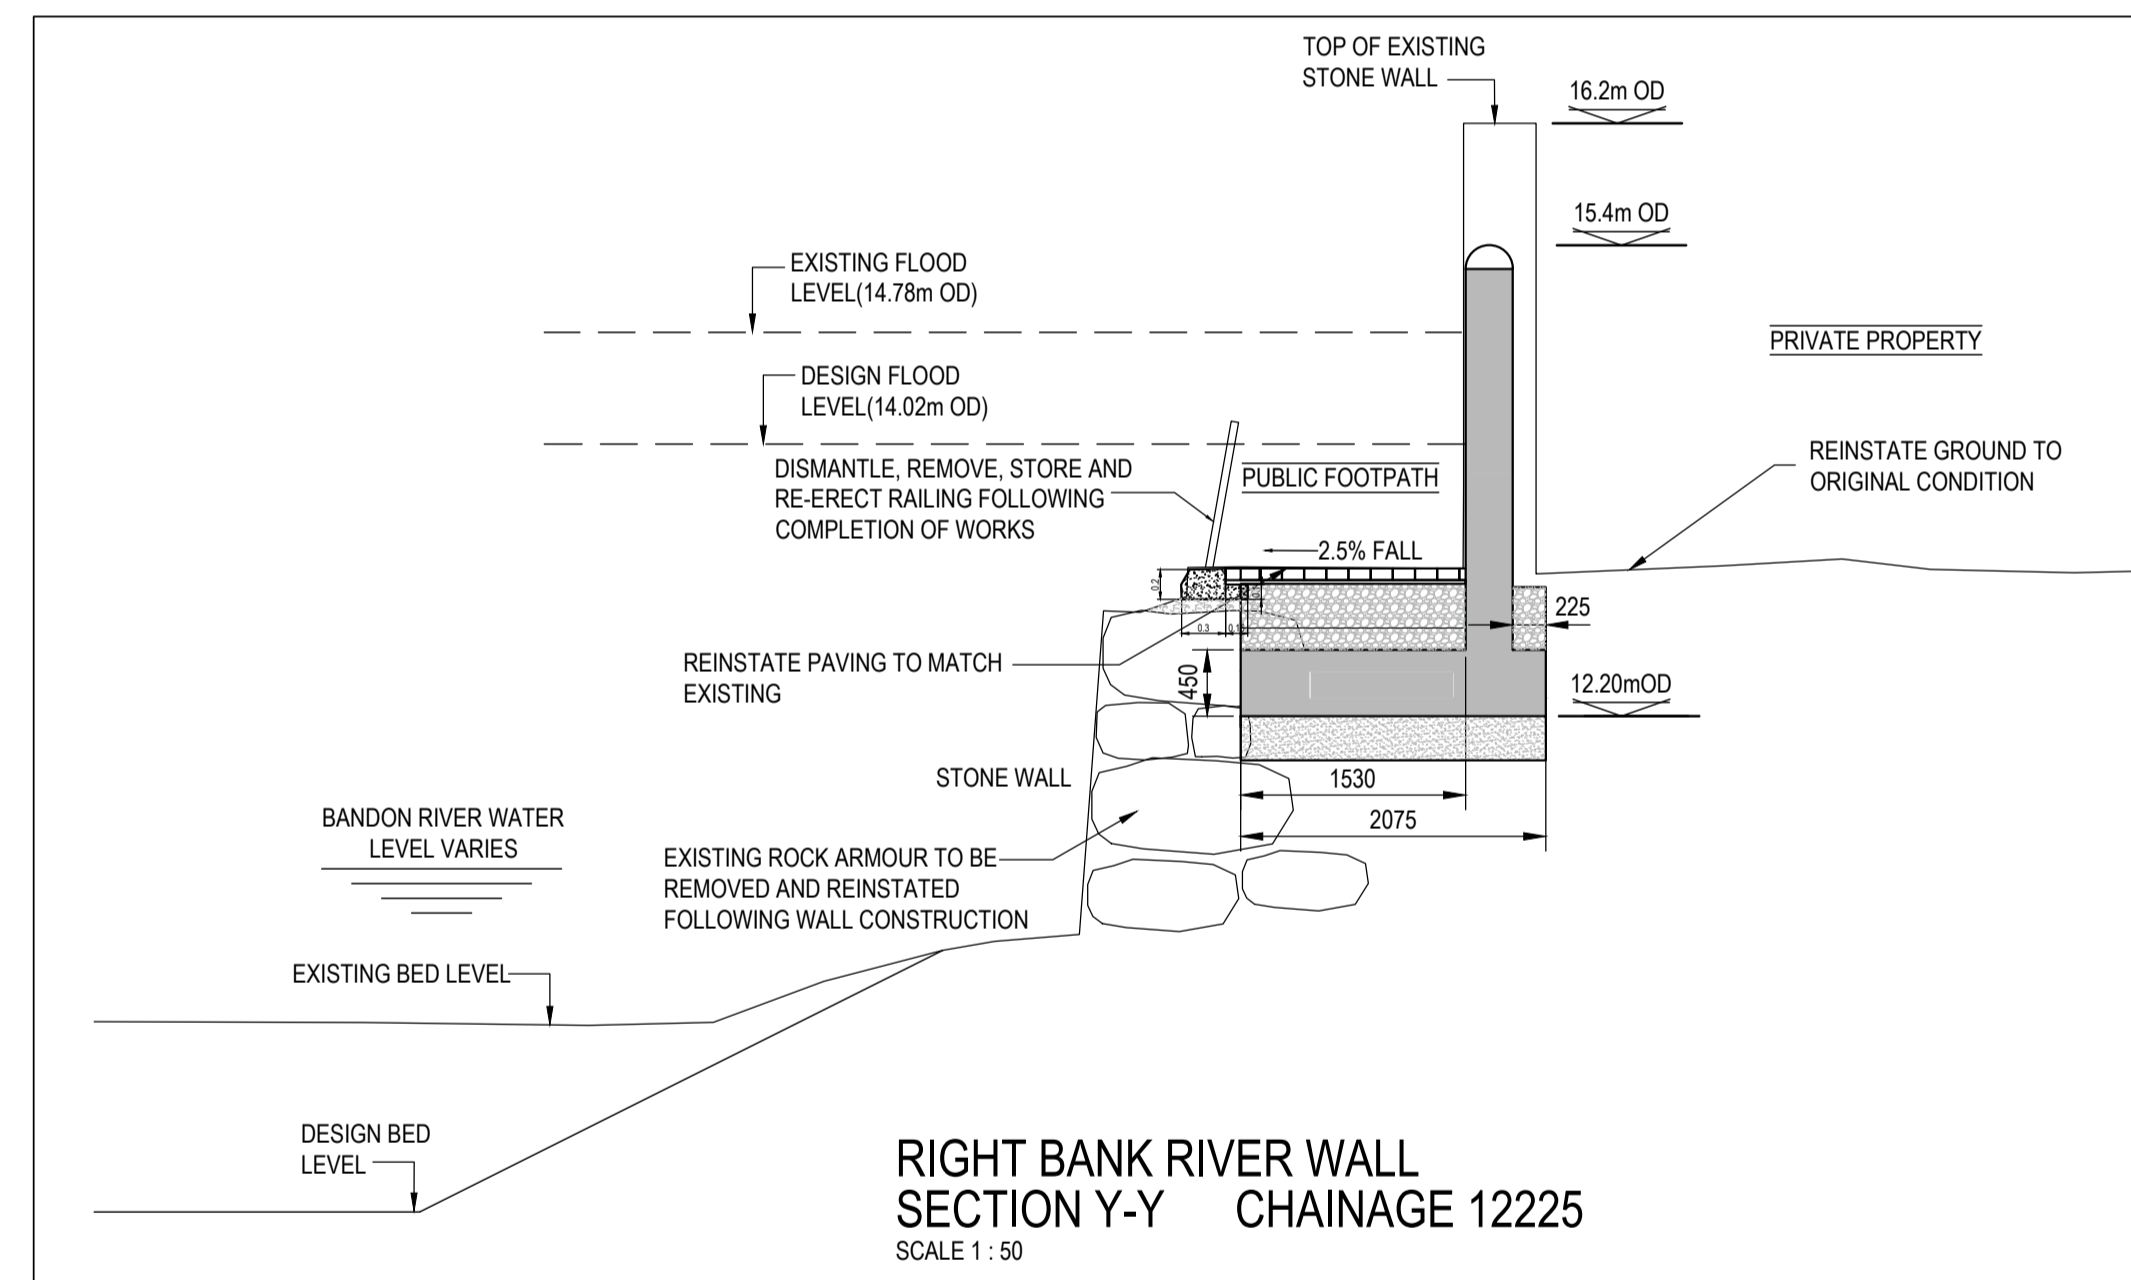 TOP OF EXISTING
STONE WALL
16.2m OD
15.4m OD
EXISTING FLOOD
LEVEL(14.78m OD)
PRIVATE PROPERTY
DESIGN FLOOD
LEVEL(14.02m OD)
REINSTATE GROUND TO
ORIGINAL CONDITION
DISMANTLE, REMOVE, STORE AND
RE-ERECT RAILING FOLLOWING
COMPLETION OF WORKS
PUBLIC FOOTPATH
2.5% FALL
0.2
225
0.3
REINSTATE PAVING TO MATCH
EXISTING
450
12.20mOD
STONE WALL
1530
2075
BANDON RIVER WATER
LEVEL VARIES
EXISTING ROCK ARMOUR TO BE
REMOVED AND REINSTATED
FOLLOWING WALL CONSTRUCTION
EXISTING BED LEVEL
DESIGN BED
LEVEL
RIGHT BANK RIVER WALL
SECTION Y-Y CHAINAGE 12225
SCALE 1 : 50